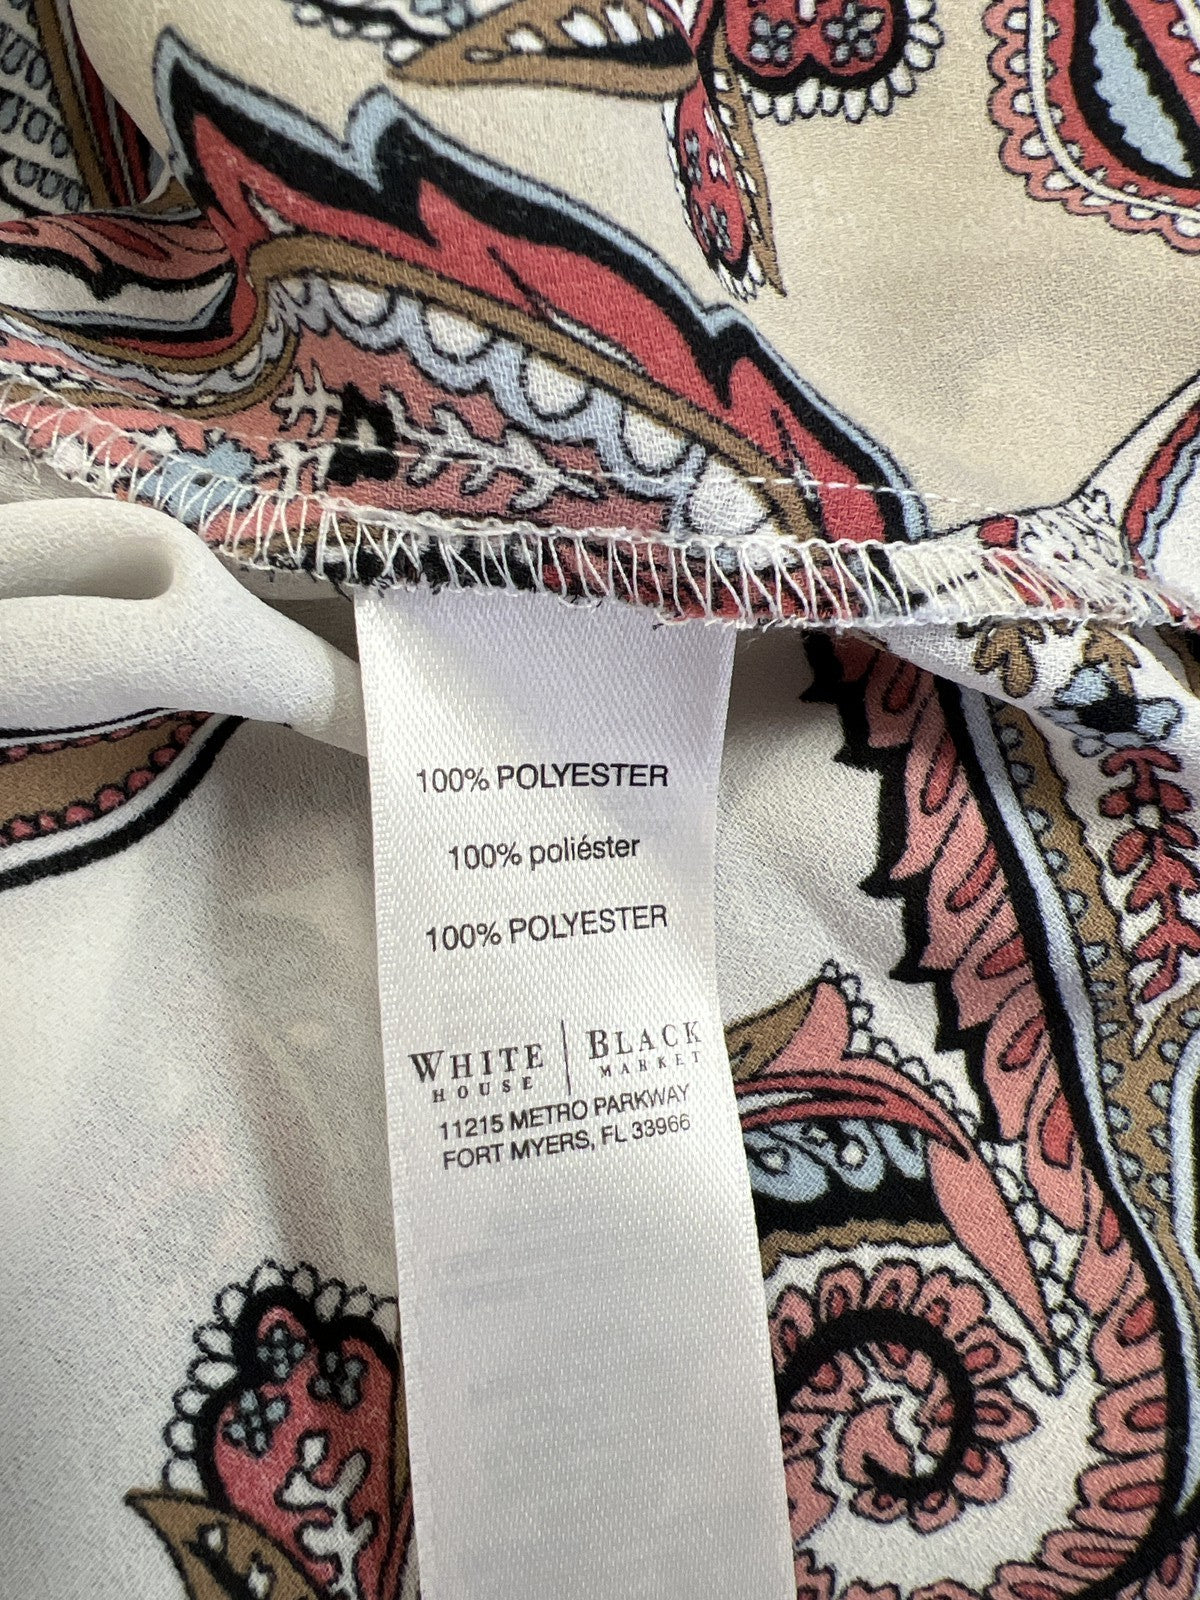 100% POLYESTER
100% poliéster
100% POLYESTER
WHITE HOUSE | BLACK MARKET
11215 METRO PARKWAY
FORT MYERS, FL 33966